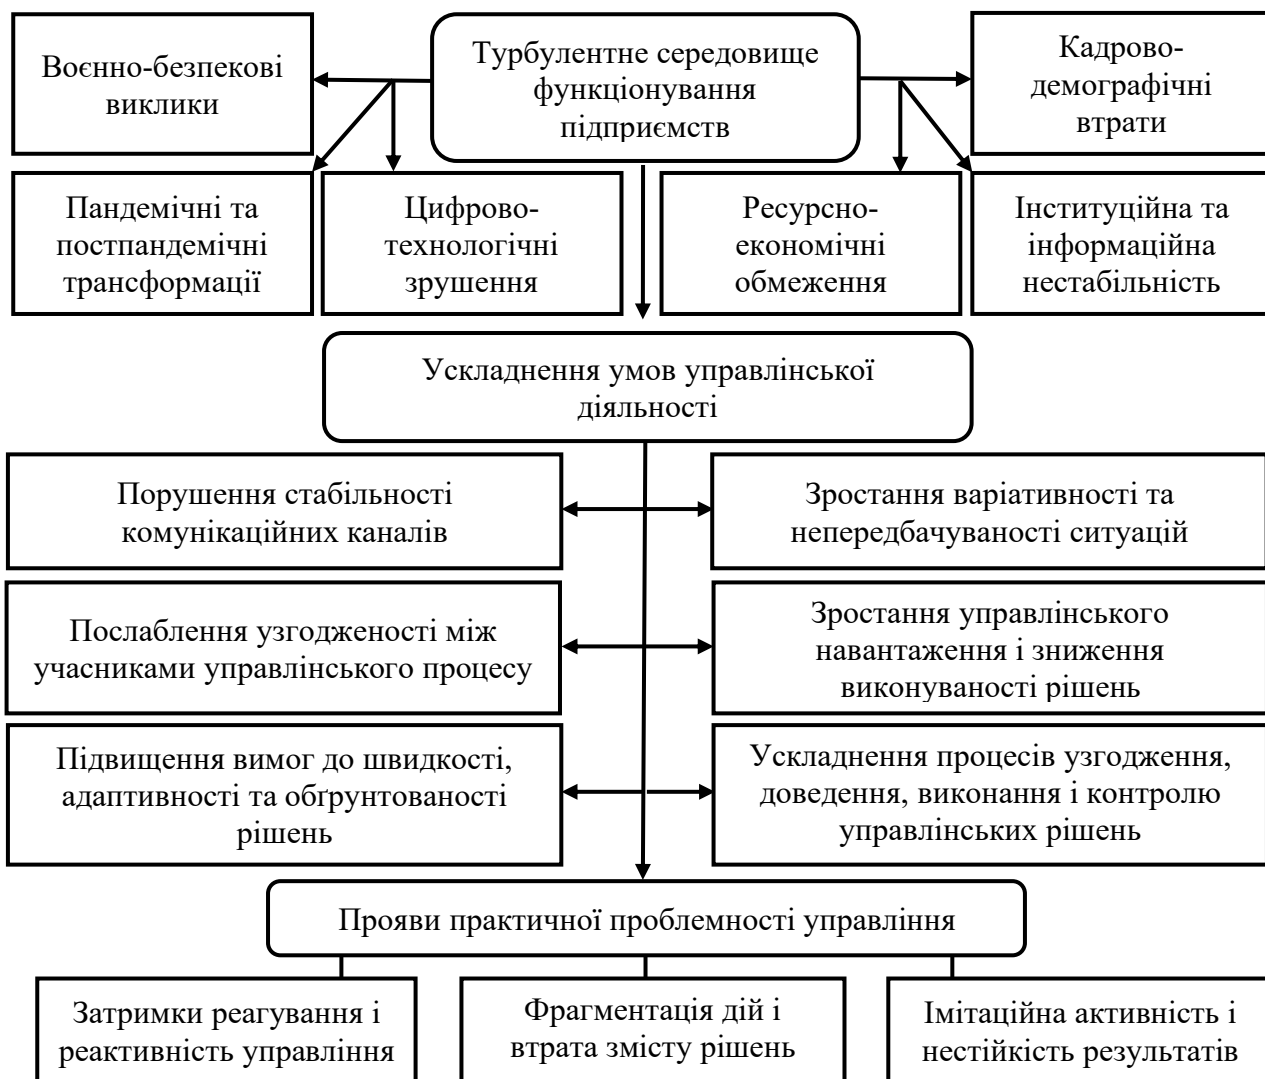 Воєнно-безпекові
виклики
Турбулентне середовище
функціонування
підприємств
Кадрово-
демографічні
втрати
Пандемічні та
постпандемічні
трансформації
Цифрово-
технологічні
зрушення
Ресурсно-
економічні
обмеження
Інституційна та
інформаційна
нестабільність
Ускладнення умов управлінської
діяльності
Порушення стабільності
комунікаційних каналів
Зростання варіативності та
непередбачуваності ситуацій
Послаблення узгодженості між
учасниками управлінського процесу
Зростання управлінського
навантаження і зниження
виконуваності рішень
Підвищення вимог до швидкості,
адаптивності та обґрунтованості
рішень
Ускладнення процесів узгодження,
доведення, виконання і контролю
управлінських рішень
Прояви практичної проблемності управління
Затримки реагування і
реактивність управління
Фрагментація дій і
втрата змісту рішень
Імітаційна активність і
нестійкість результатів